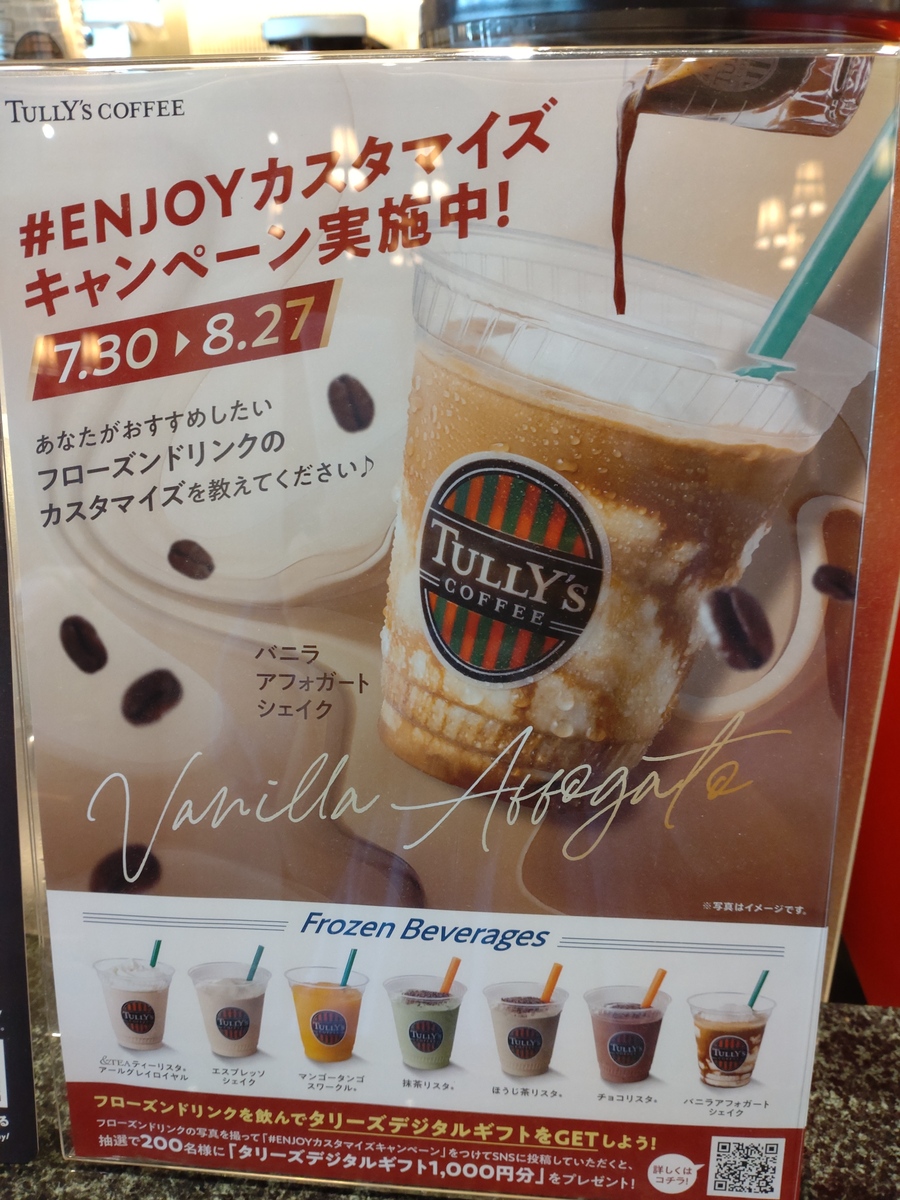 TULLY'S COFFEE
#ENJOYカスタマイズ
キャンペーン実施中!
7.30▶8.27
あなたがおすすめしたい
フローズンドリンクの
カスタマイズを教えてください♪
TULLY'S
COFFEE
バニラ
アフォガート
シェイク
Vanilla Affogato
※写真はイメージです。
Frozen Beverages
TULLY'S
TULLY'S
TULLY'S
TULLY'S
TULLY'S
TULLY'S
TULLY'S
&TEAティーリスタ®
アールグレイロイヤル
エスプレッソ
シェイク
マンゴータンゴ
スワークル®
抹茶リスタ®
ほうじ茶リスタ®
チョコリスタ®
バニラアフォガート
シェイク
フローズンドリンクを飲んでタリーズデジタルギフトをGETしよう!
フローズンドリンクの写真を撮って「#ENJOYカスタマイズキャンペーン」をつけてSNSに投稿していただくと、
抽選で200名様に「タリーズデジタルギフト1,000円分」をプレゼント!
詳しくは
コチラ!